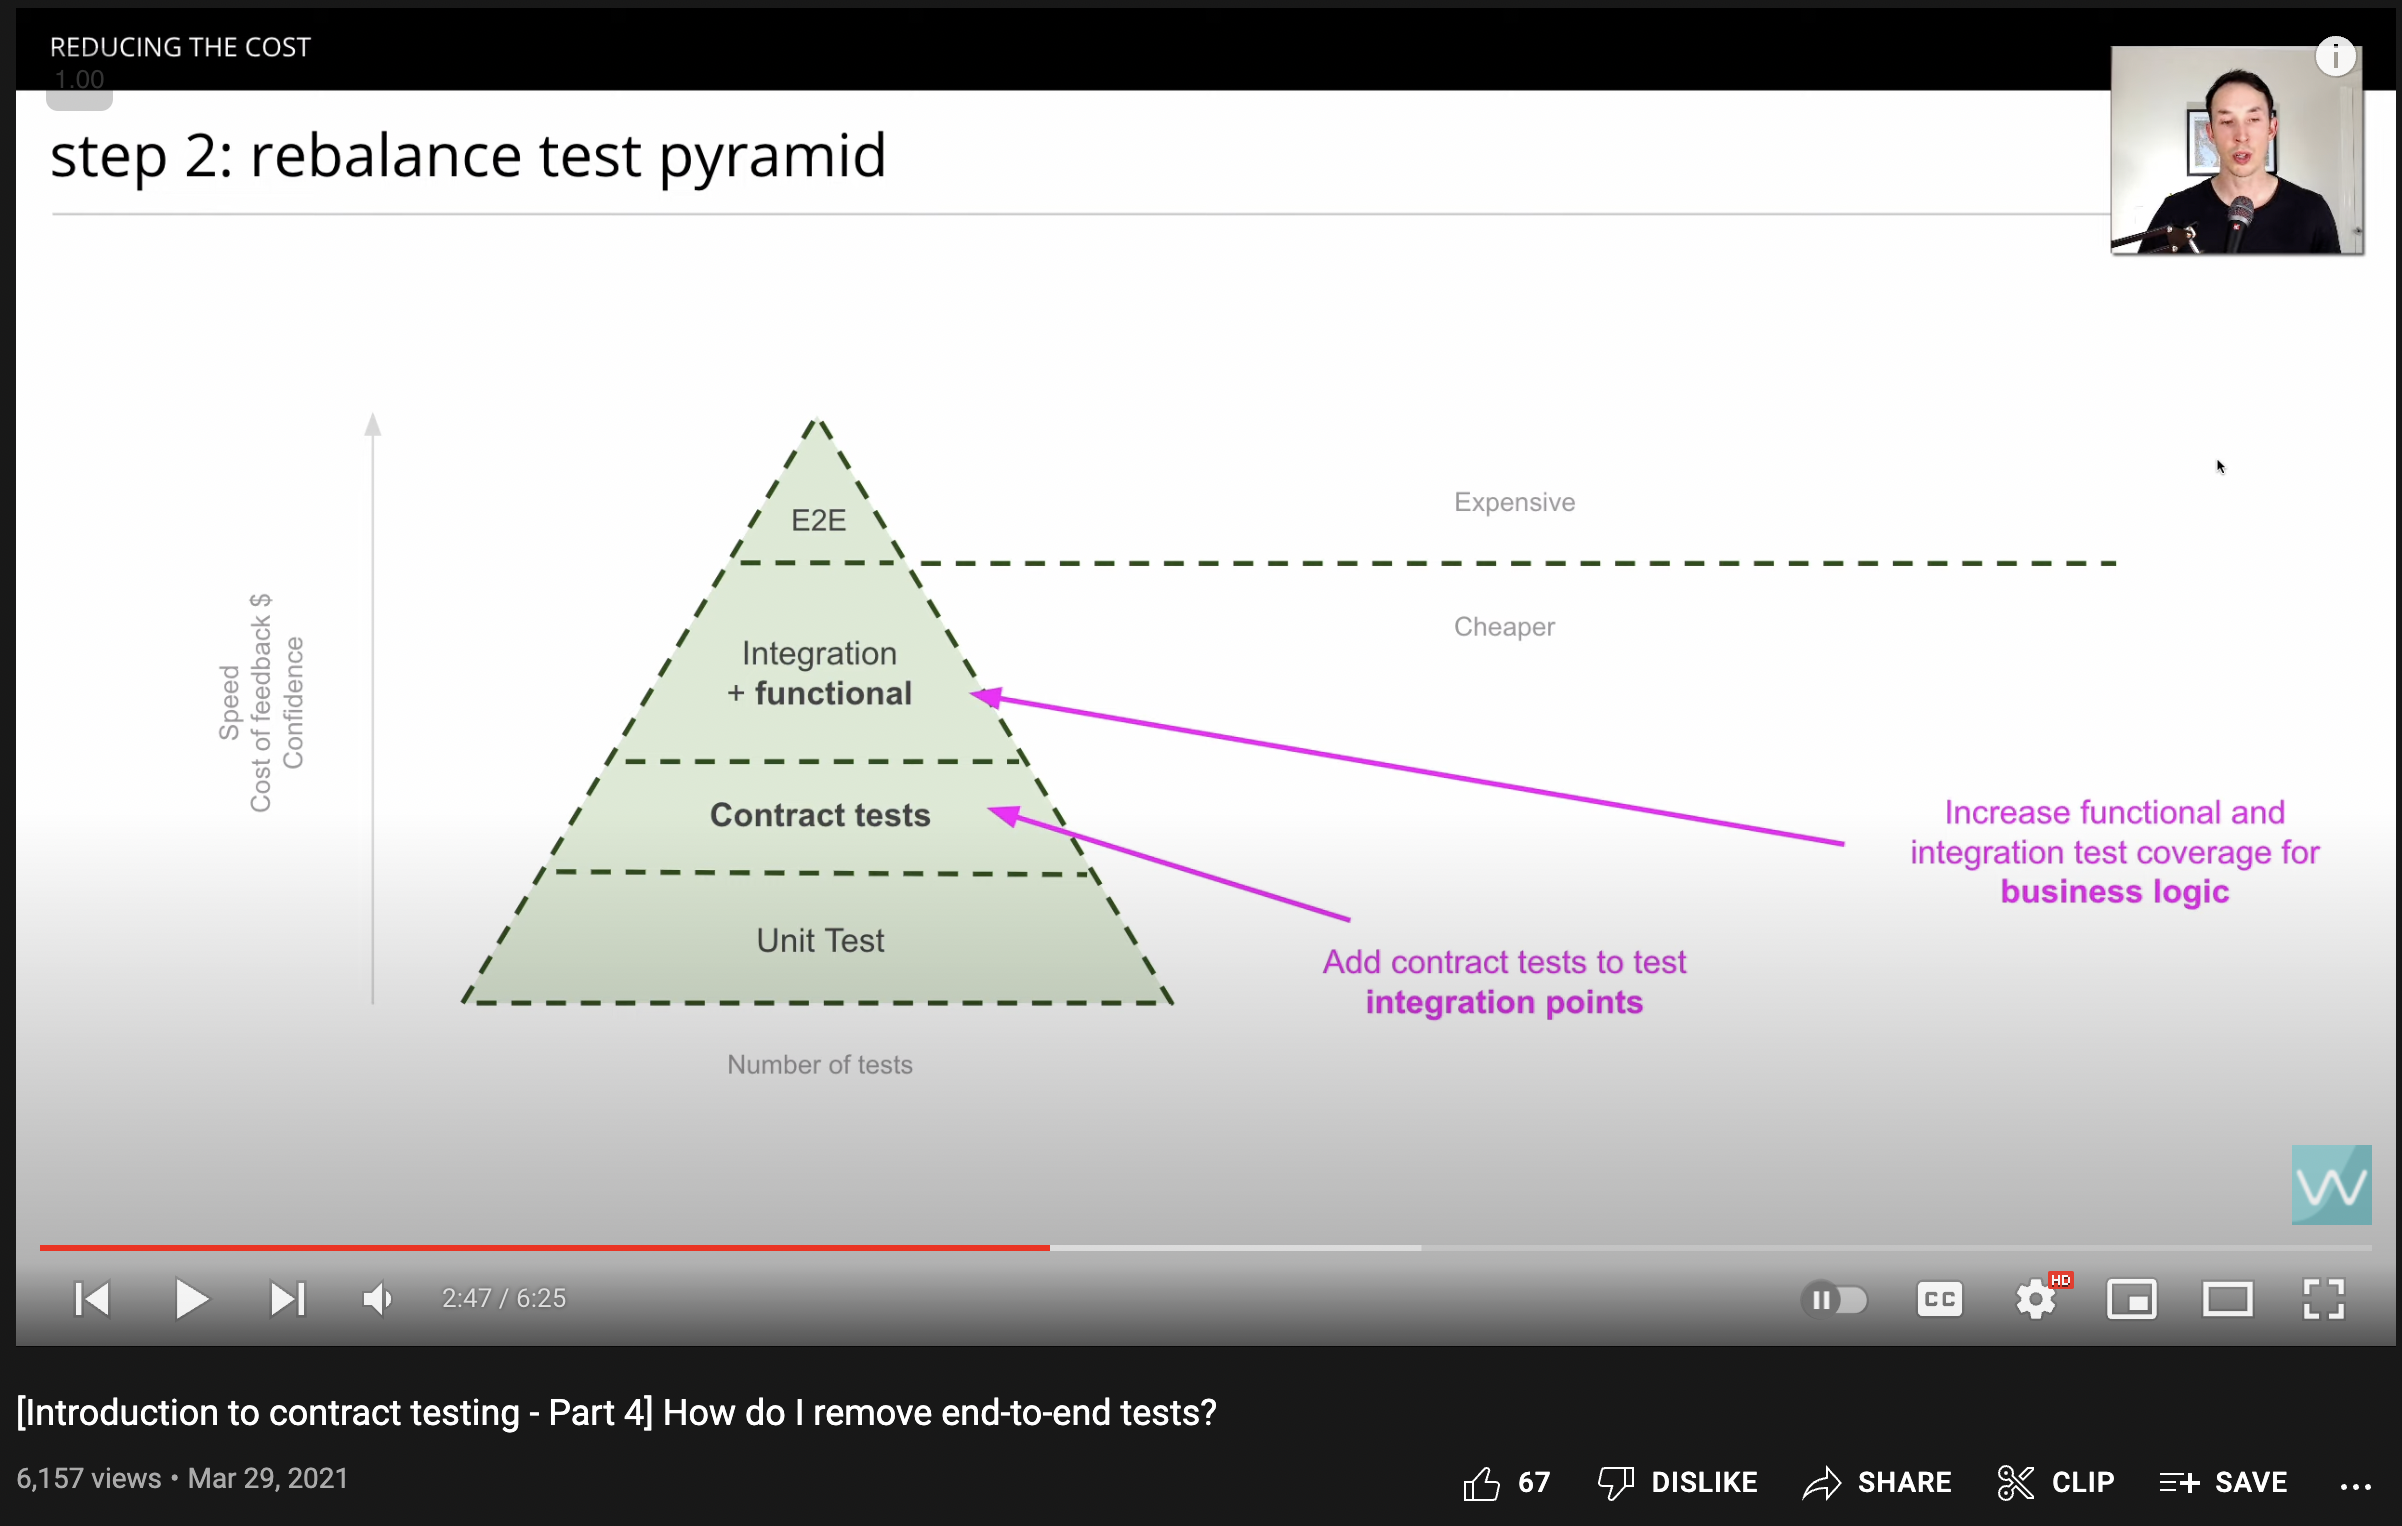 REDUCING THE COST
1.00
step 2: rebalance test pyramid
E2E
Expensive
Cheaper
Speed
Cost of feedback $
Confidence
Integration
+ functional
Contract tests
Increase functional and
integration test coverage for
business logic
Unit Test
Add contract tests to test
integration points
Number of tests
W
2:47 / 6:25
CC
HD
[Introduction to contract testing - Part 4] How do I remove end-to-end tests?
6,157 views • Mar 29, 2021
67
DISLIKE
SHARE
CLIP
SAVE